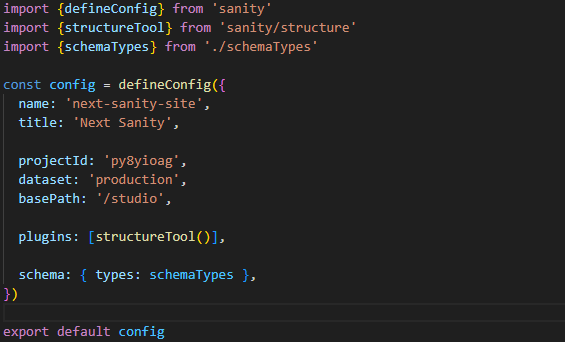 import {defineConfig} from 'sanity'
import {structureTool} from 'sanity/structure'
import {schemaTypes} from './schemaTypes'

const config = defineConfig({
  name: 'next-sanity-site',
  title: 'Next Sanity',

  projectId: 'py8yioag',
  dataset: 'production',
  basePath: '/studio',

  plugins: [structureTool()],

  schema: { types: schemaTypes },
})

export default config